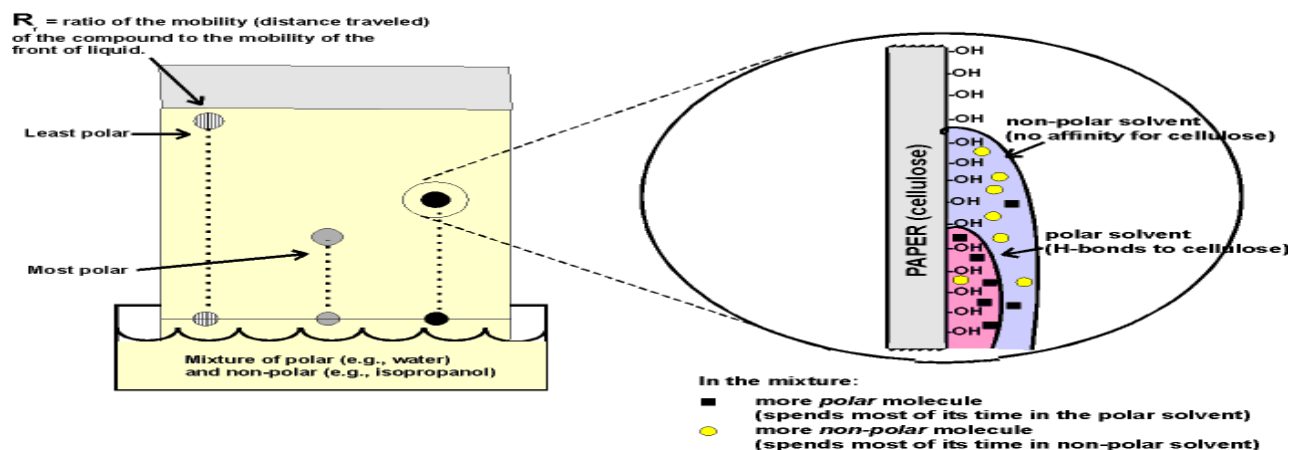 Rf = ratio of the mobility (distance traveled)
of the compound to the mobility of the
front of liquid.
Least polar
Most polar
Mixture of polar (e.g., water)
and non-polar (e.g., isopropanol)
PAPER (cellulose)
-OH
-OH
-OH
-OH
-OH
-OH
-OH
-OH
-OH
-OH
-OH
-OH
-OH
-OH
non-polar solvent
(no affinity for cellulose)
polar solvent
(H-bonds to cellulose)
In the mixture:
more polar molecule
(spends most of its time in the polar solvent)
more non-polar molecule
(spends most of its time in non-polar solvent)